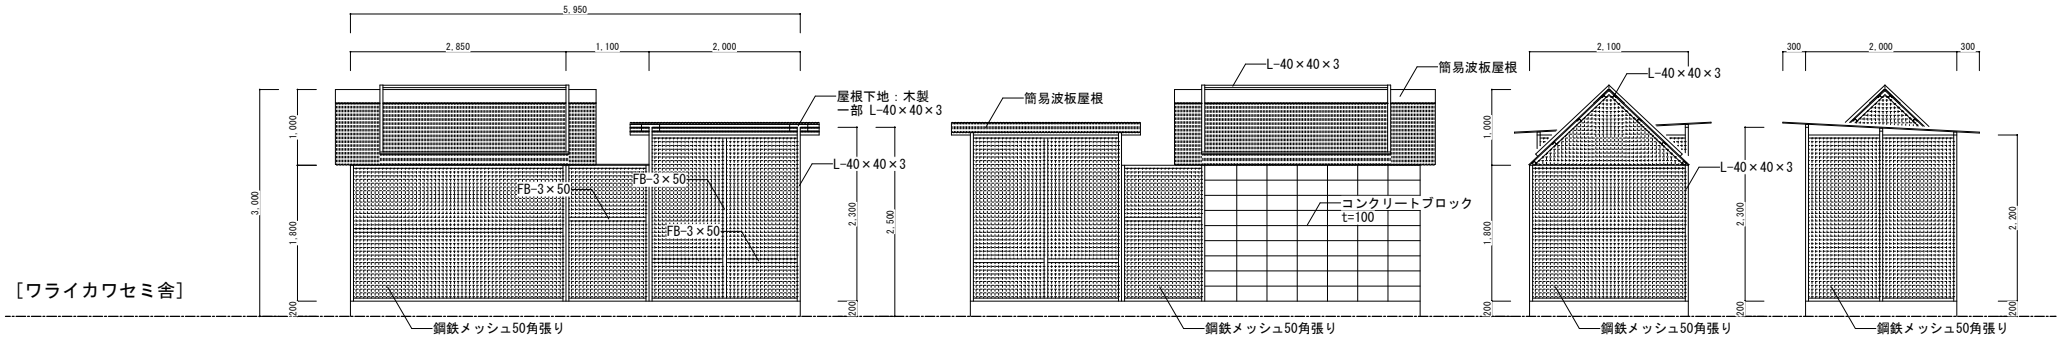 5,950
2,850
1,100
2,000
屋根下地：木製
一部 L-40×40×3
L-40×40×3
FB-3×50
FB-3×50
FB-3×50
3,000
1,000
1,800
200
2,300
200
2,500
鋼鉄メッシュ50角張り
[ワライカワセミ舎]
簡易波板屋根
L-40×40×3
簡易波板屋根
コンクリートブロック
t=100
鋼鉄メッシュ50角張り
2,100
L-40×40×3
L-40×40×3
1,000
1,800
200
鋼鉄メッシュ50角張り
300
2,000
300
2,300
200
2,200
200
鋼鉄メッシュ50角張り